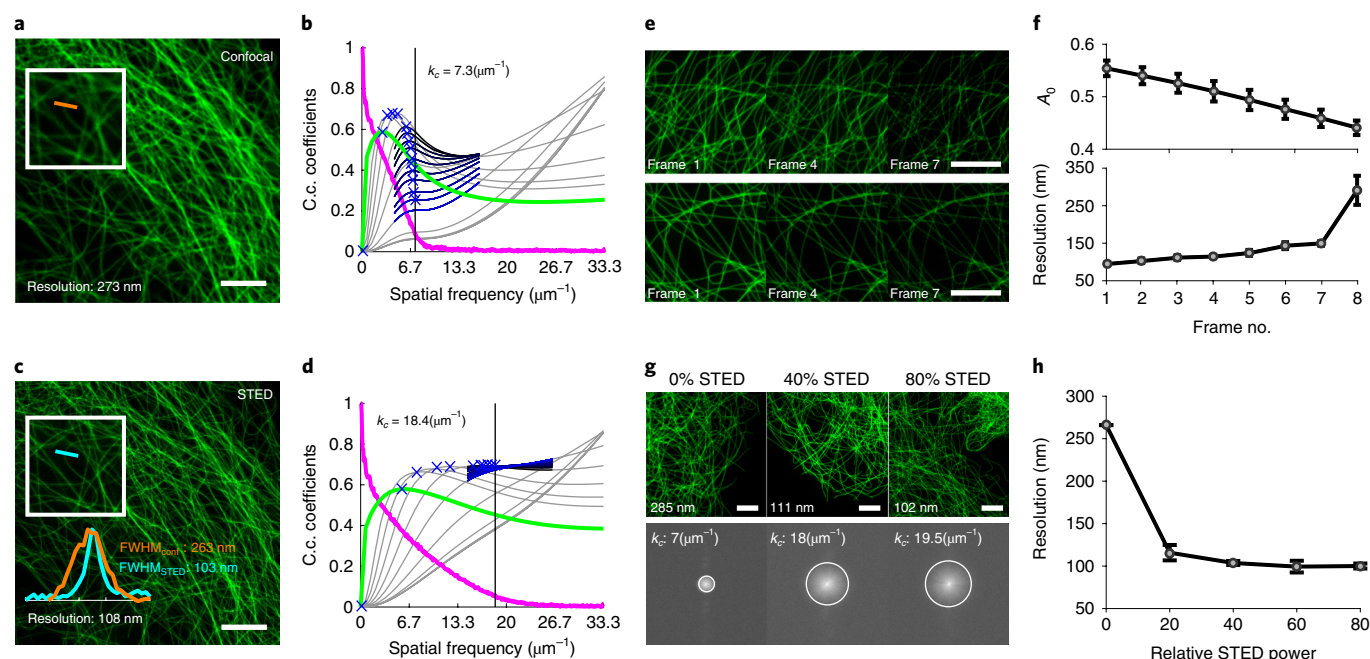 a
Confocal
Resolution: 273 nm
b
k_c = 7.3(μm⁻¹)
C.c. coefficients
1
0.8
0.6
0.4
0.2
0
0 6.7 13.3 20 26.7 33.3
Spatial frequency (μm⁻¹)
e
Frame 1 Frame 4 Frame 7
Frame 1 Frame 4 Frame 7
f
A₀
0.6
0.5
0.4
Resolution (nm)
350
250
150
50
1 2 3 4 5 6 7 8
Frame no.
c
STED
FWHM_conf : 263 nm
FWHM_STED : 103 nm
Resolution: 108 nm
d
k_c = 18.4(μm⁻¹)
C.c. coefficients
1
0.8
0.6
0.4
0.2
0
0 6.7 13.3 20 26.7 33.3
Spatial frequency (μm⁻¹)
g
0% STED 40% STED 80% STED
285 nm 111 nm 102 nm
k_c: 7(μm⁻¹) k_c: 18(μm⁻¹) k_c: 19.5(μm⁻¹)
h
Resolution (nm)
300
250
200
150
100
50
0 20 40 60 80
Relative STED power